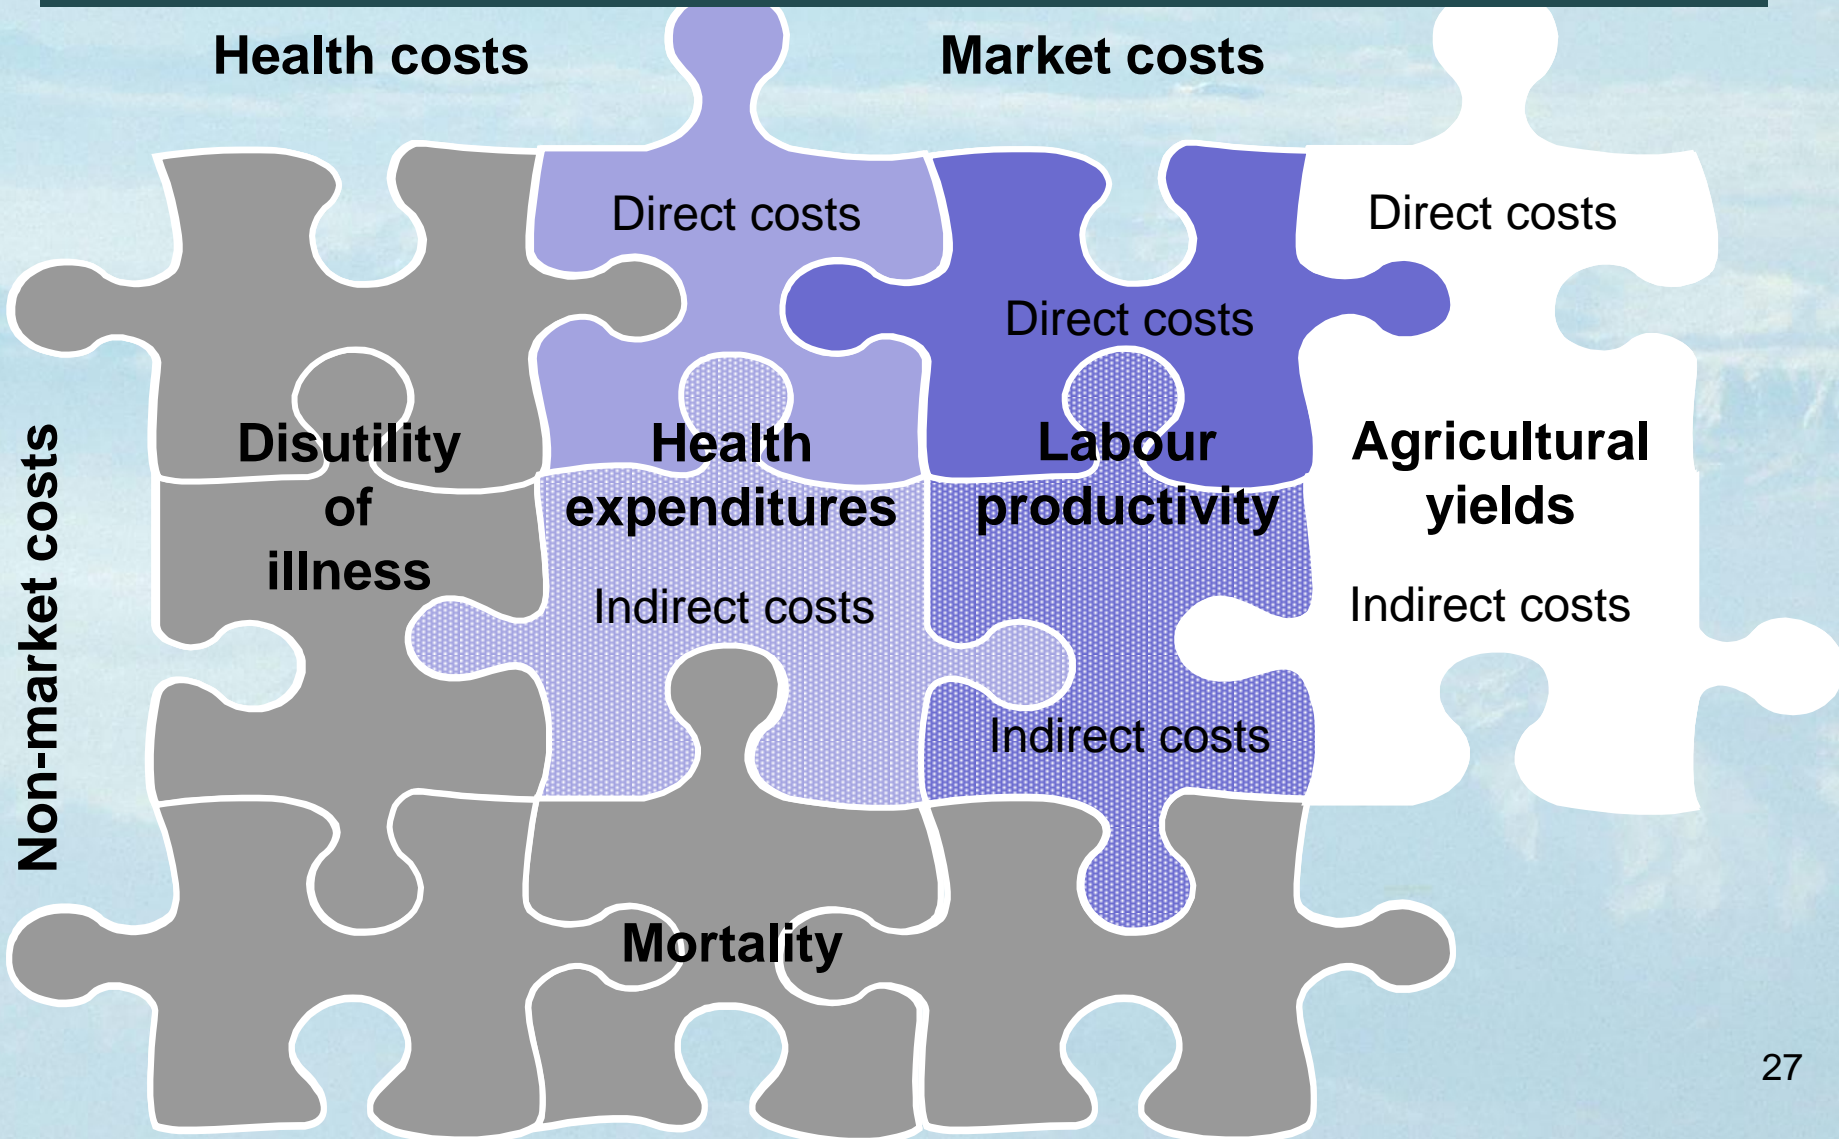 Health costs
Market costs
Non-market costs
Direct costs
Direct costs
Direct costs
Disutility
of
illness
Health
expenditures
Labour
productivity
Agricultural
yields
Indirect costs
Indirect costs
Indirect costs
Mortality
27